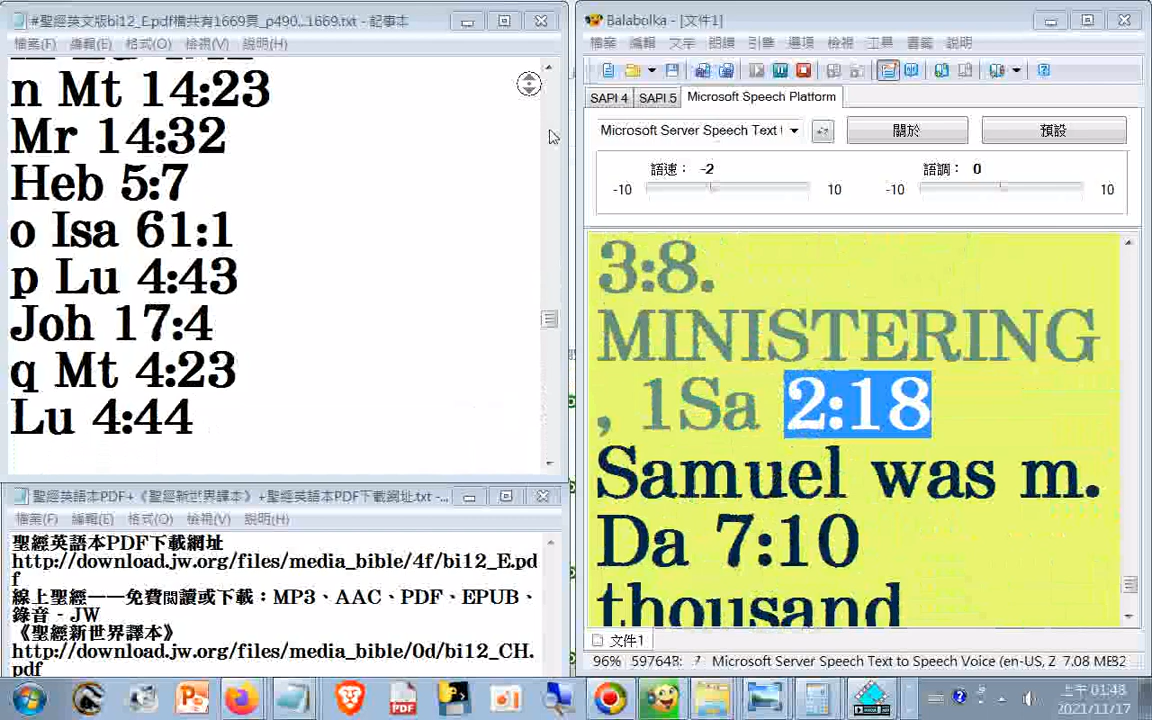 #聖經英文版bi12_E.pdf檔共有1669頁_p490...1669.txt - 記事本
檔案(F) 編輯(E) 格式(O) 檢視(V) 說明(H)
n Mt 14:23
Mr 14:32
Heb 5:7
o Isa 61:1
p Lu 4:43
Joh 17:4
q Mt 4:23
Lu 4:44
聖經英語本PDF+《聖經新世界譯本》+聖經英語本PDF下載網址.txt - ...
檔案(F) 編輯(E) 格式(O) 檢視(V) 說明(H)
聖經英語本PDF下載網址
http://download.jw.org/files/media_bible/4f/bi12_E.pd
f
線上聖經——免費閱讀或下載：MP3、AAC、PDF、EPUB、
錄音 - JW
《聖經新世界譯本》
http://download.jw.org/files/media_bible/0d/bi12_CH.
pdf
Balabolka - [文件1]
檔案 編輯 文字 朗讀 引擎 選項 檢視 工具 書籤 說明
SAPI 4 SAPI 5 Microsoft Speech Platform
Microsoft Server Speech Text 關於 預設
語速： -2 語調： 0
-10 10 -10 10
3:8.
MINISTERING
, 1Sa 2:18
Samuel was m.
Da 7:10
thousand
文件1
96% Microsoft Server Speech Text to Speech Voice (en-US, Z 7.08 MB
上午 01:48
2021/11/17